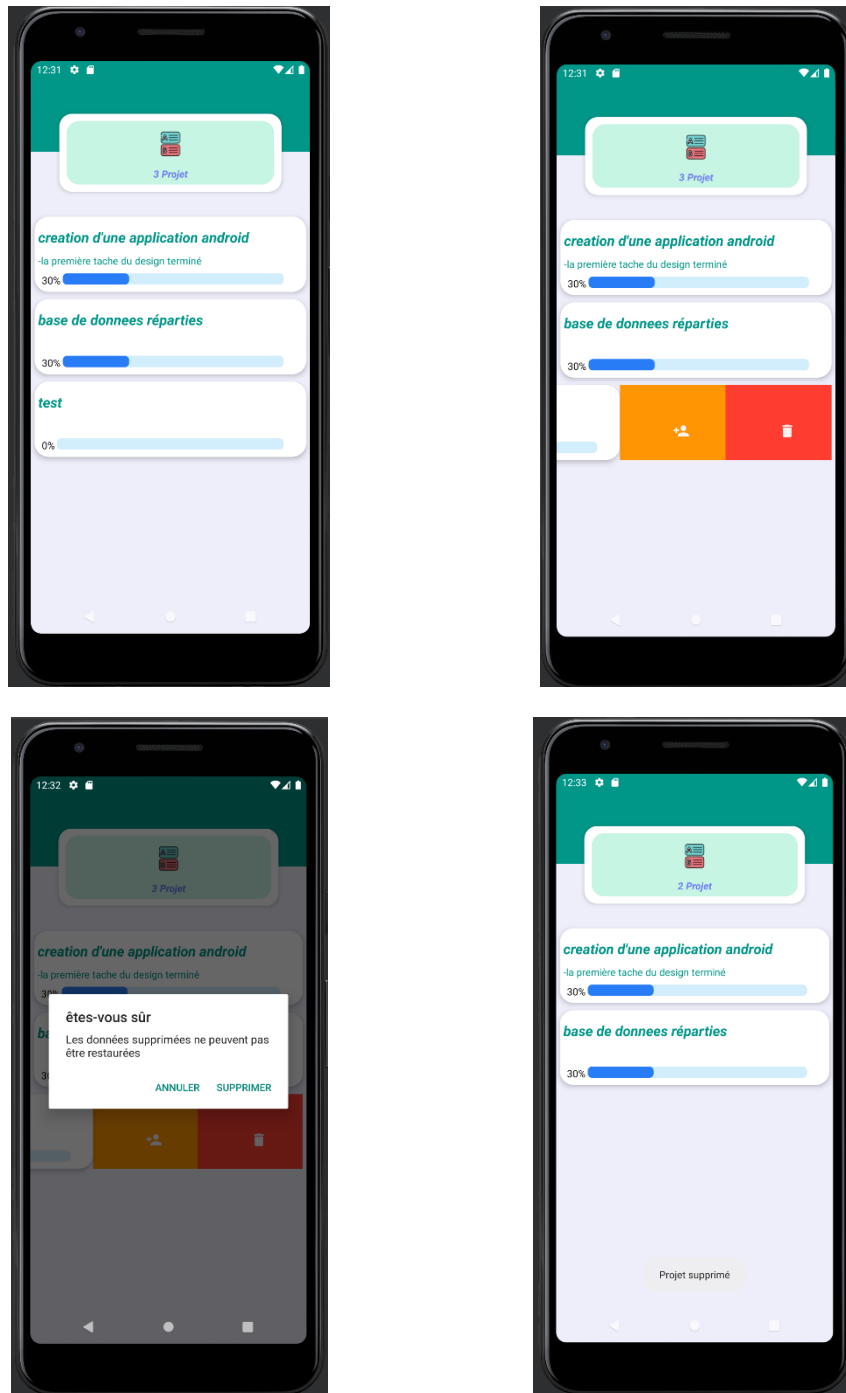 12:31
3 Projet
creation d'une application android
-la première tache du design terminé
30%
base de donnees réparties
30%
test
0%
12:31
3 Projet
creation d'une application android
-la première tache du design terminé
30%
base de donnees réparties
30%
12:32
3 Projet
creation d'une application android
-la première tache du design terminé
êtes-vous sûr
Les données supprimées ne peuvent pas
être restaurées
ANNULER SUPPRIMER
12:33
2 Projet
creation d'une application android
-la première tache du design terminé
30%
base de donnees réparties
30%
Projet supprimé